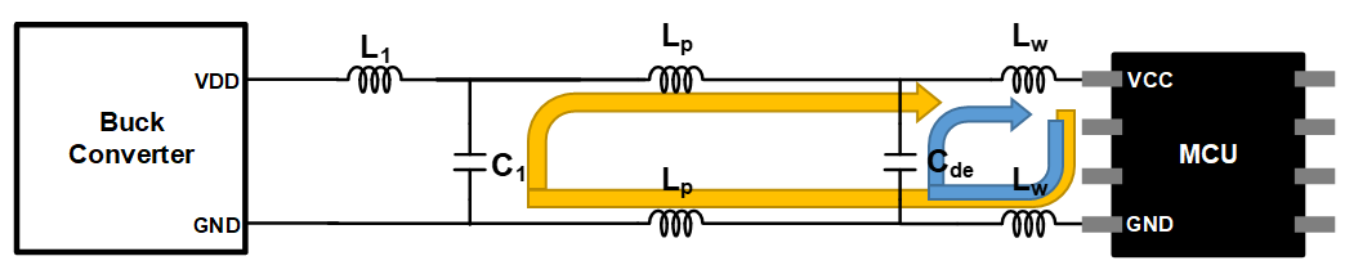 L1
Lp
Lw
VDD
VCC
Buck
Converter
C1
Cde
MCU
Lp
Lw
GND
GND